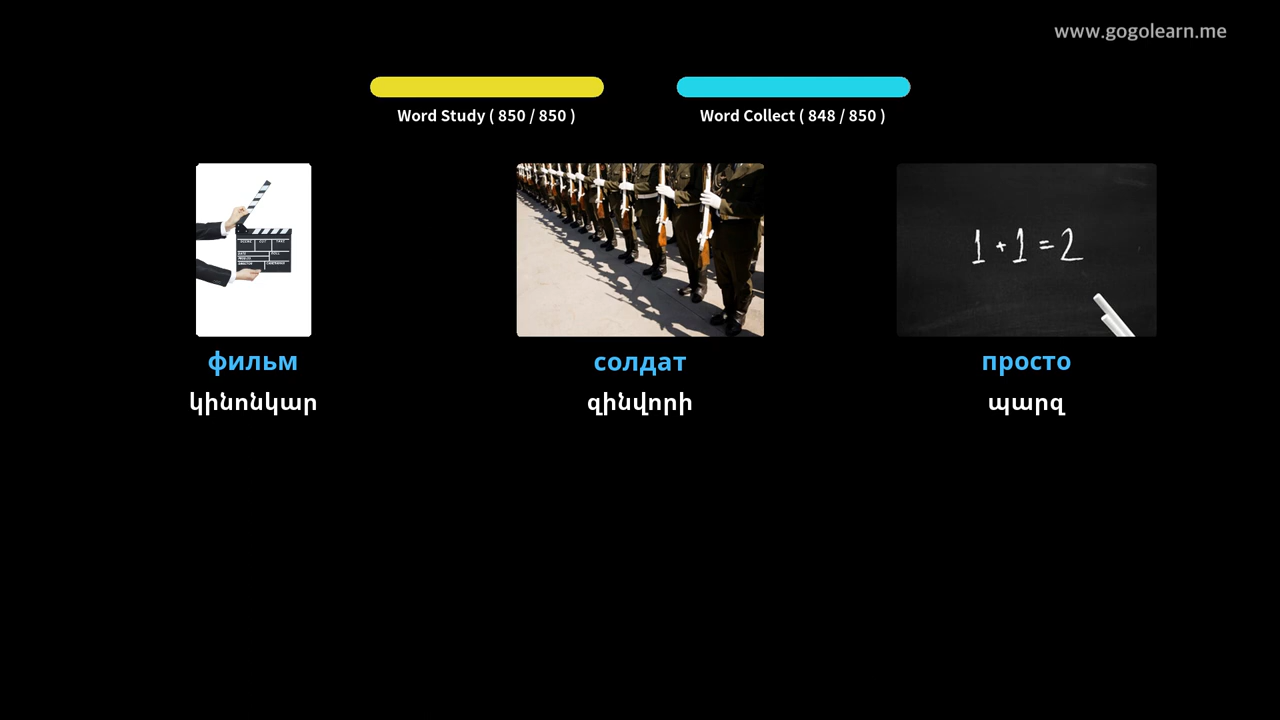 www.gogolearn.me
Word Study ( 850 / 850 )
Word Collect ( 848 / 850 )
1 + 1 = 2
фильм
солдат
просто
կինոնկար
զինվորի
պարզ